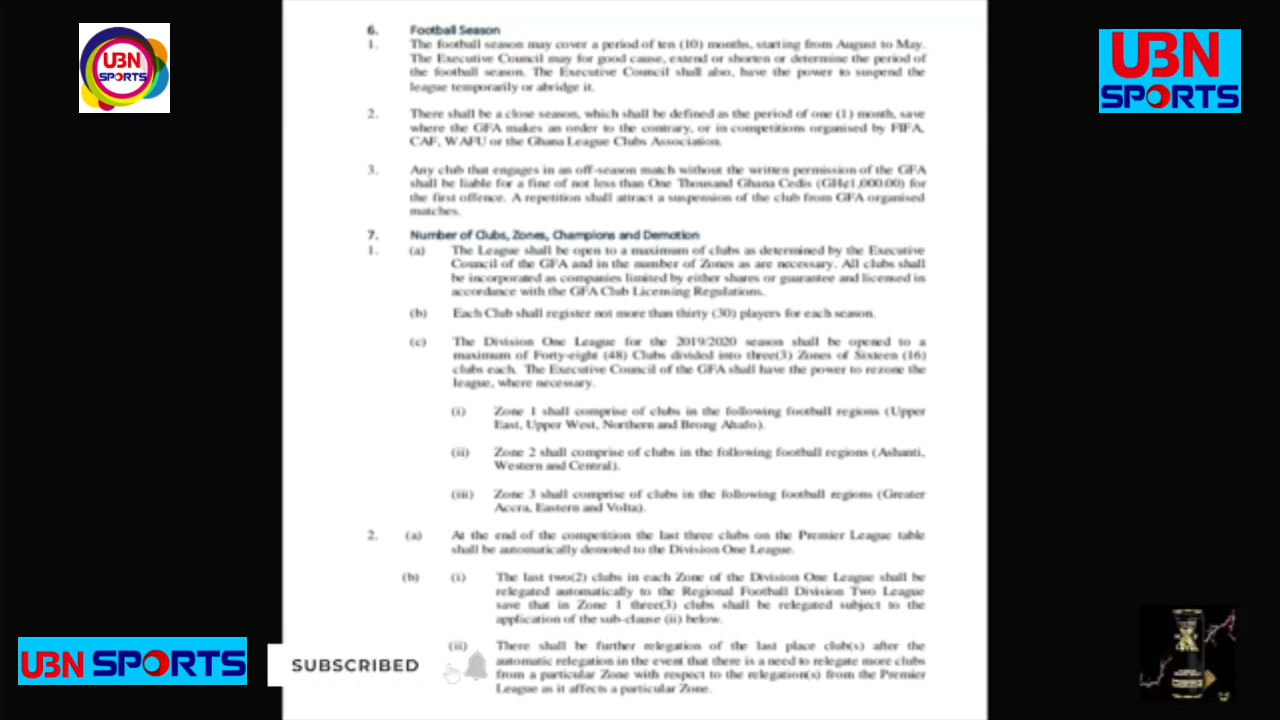 UBN
SPORTS
UBN
SPORTS
6. Football Season
1. The football season may cover a period of ten (10) months, starting from August to May.
The Executive Council may for good cause, extend or shorten or determine the period of
the football season. The Executive Council shall also, have the power to suspend the
league temporarily or abridge it.
2. There shall be a close season, which shall be defined as the period of one (1) month, save
where the GFA makes an order to the contrary, or in competitions organised by FIFA,
CAF, WAFU or the Ghana League Clubs Association.
3. Any club that engages in an off-season match without the written permission of the GFA
shall be liable for a fine of not less than One Thousand Ghana Cedis (GH¢1,000.00) for
the first offence. A repetition shall attract a suspension of the club from GFA organised
matches.
7. Number of Clubs, Zones, Champions and Demotion
1. (a) The League shall be open to a maximum of clubs as determined by the Executive
Council of the GFA and in the number of Zones as are necessary. All clubs shall
be incorporated as companies limited by either shares or guarantee and licensed in
accordance with the GFA Club Licensing Regulations.
(b) Each Club shall register not more than thirty (30) players for each season.
(c) The Division One League for the 2019/2020 season shall be opened to a
maximum of Forty-eight (48) Clubs divided into three(3) Zones of Sixteen (16)
clubs each. The Executive Council of the GFA shall have the power to rezone the
league, where necessary.
(i) Zone 1 shall comprise of clubs in the following football regions (Upper
East, Upper West, Northern and Brong Ahafo).
(ii) Zone 2 shall comprise of clubs in the following football regions (Ashanti,
Western and Central).
(iii) Zone 3 shall comprise of clubs in the following football regions (Greater
Accra, Eastern and Volta).
2. (a) At the end of the competition the last three clubs on the Premier League table
shall be automatically demoted to the Division One League.
(b) (i) The last two(2) clubs in each Zone of the Division One League shall be
relegated automatically to the Regional Football Division Two League
save that in Zone 1 three(3) clubs shall be relegated subject to the
application of the sub-clause (ii) below.
(ii) There shall be further relegation of the last place club(s) after the
automatic relegation in the event that there is a need to relegate more clubs
from a particular Zone with respect to the relegation(s) from the Premier
League as it affects a particular Zone.
UBN SPORTS
SUBSCRIBED